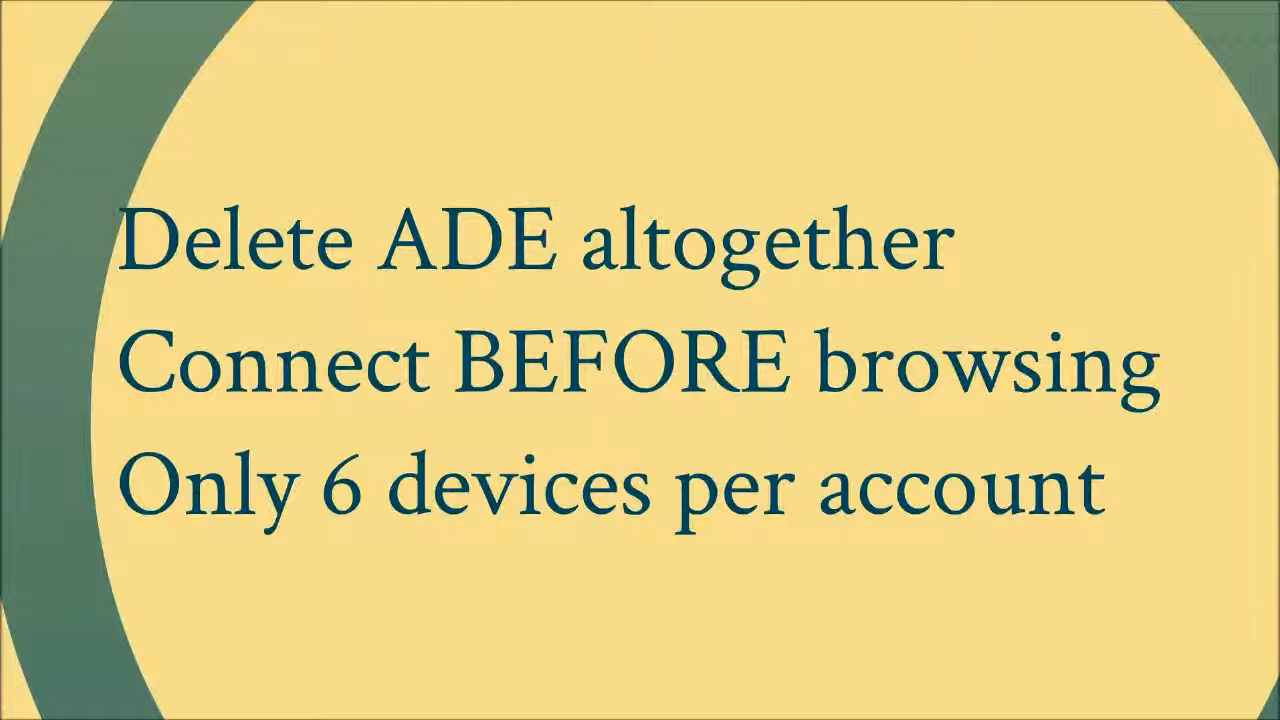 Delete ADE altogether
Connect BEFORE browsing
Only 6 devices per account